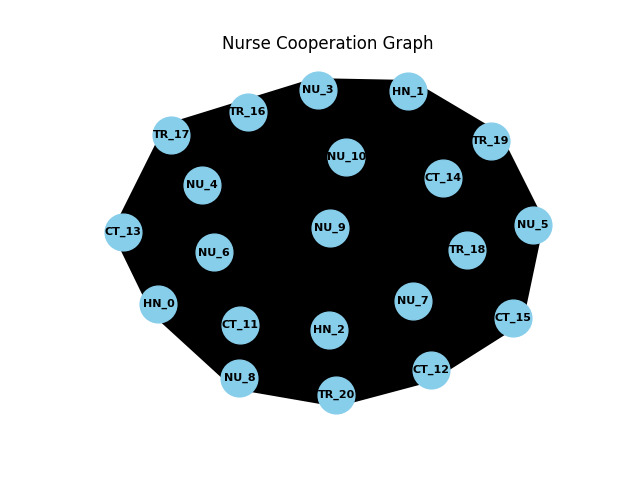 Nurse Cooperation Graph
NU_3
HN_1
TR_16
TR_17
TR_19
NU_10
CT_14
NU_4
NU_5
NU_9
CT_13
TR_18
NU_6
NU_7
HN_0
CT_15
CT_11
HN_2
CT_12
NU_8
TR_20